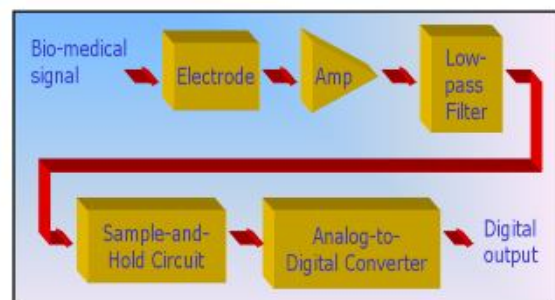 Bio-medical
signal
Electrode
Amp
Low-
pass
Filter
Sample-and-
Hold Circuit
Analog-to-
Digital Converter
Digital
output